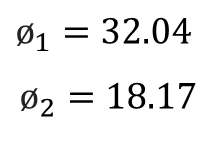 ø₁ = 32.04
ø₂ = 18.17